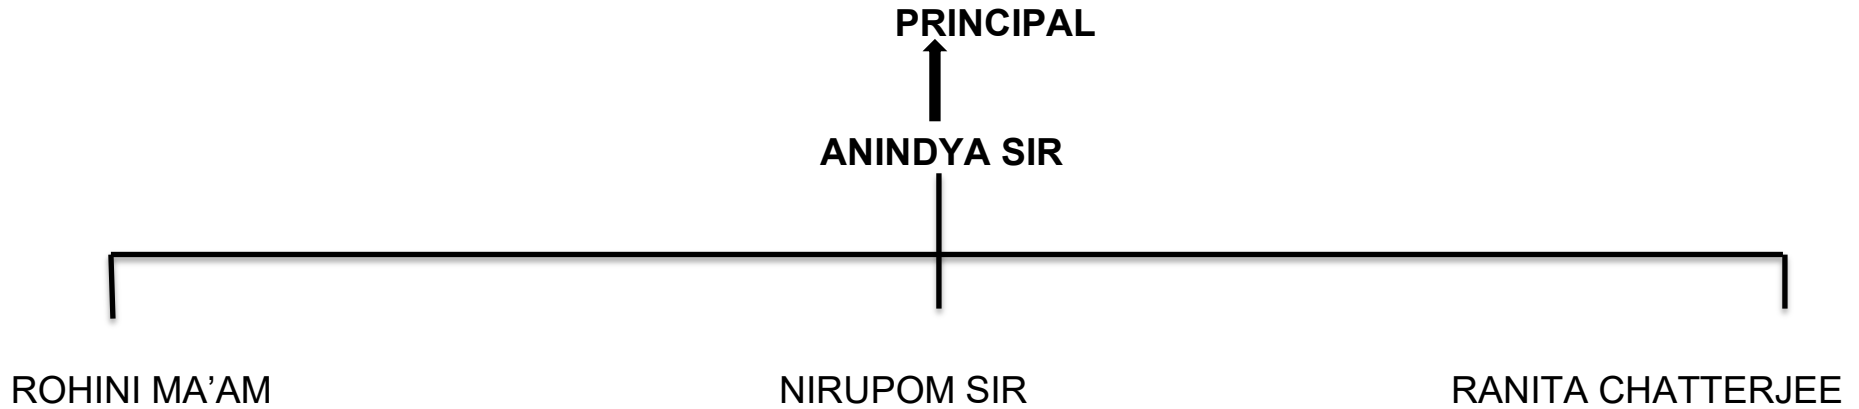 PRINCIPAL
ANINDYA SIR
ROHINI MA’AM
NIRUPOM SIR
RANITA CHATTERJEE